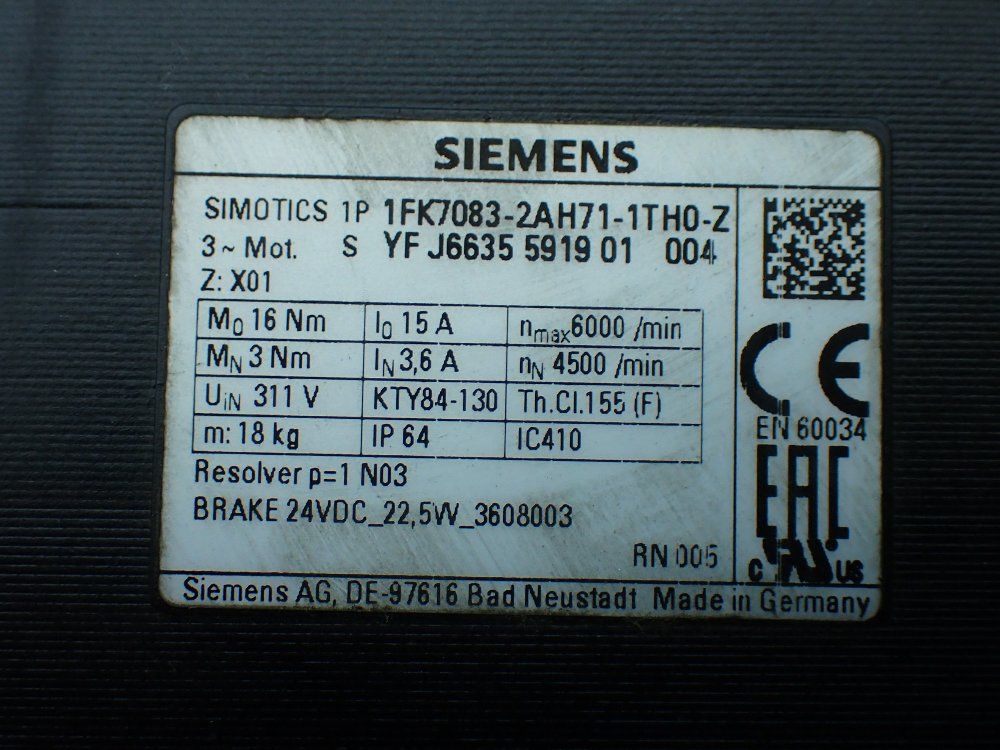 SIEMENS
SIMOTICS 1P 1FK7083-2AH71-1TH0-Z
3~ Mot. S YF J6635 5919 01 004
Z: X01
M0 16 Nm I0 15 A nmax6000 /min
MN 3 Nm IN 3,6 A nN 4500 /min
UiN 311 V KTY84-130 Th.Cl.155 (F)
m: 18 kg IP 64 IC410
Resolver p=1 N03
BRAKE 24VDC_22,5W_3608003
RN 005
CE
EN 60034
EAC
c RU us
Siemens AG, DE-97616 Bad Neustadt Made in Germany